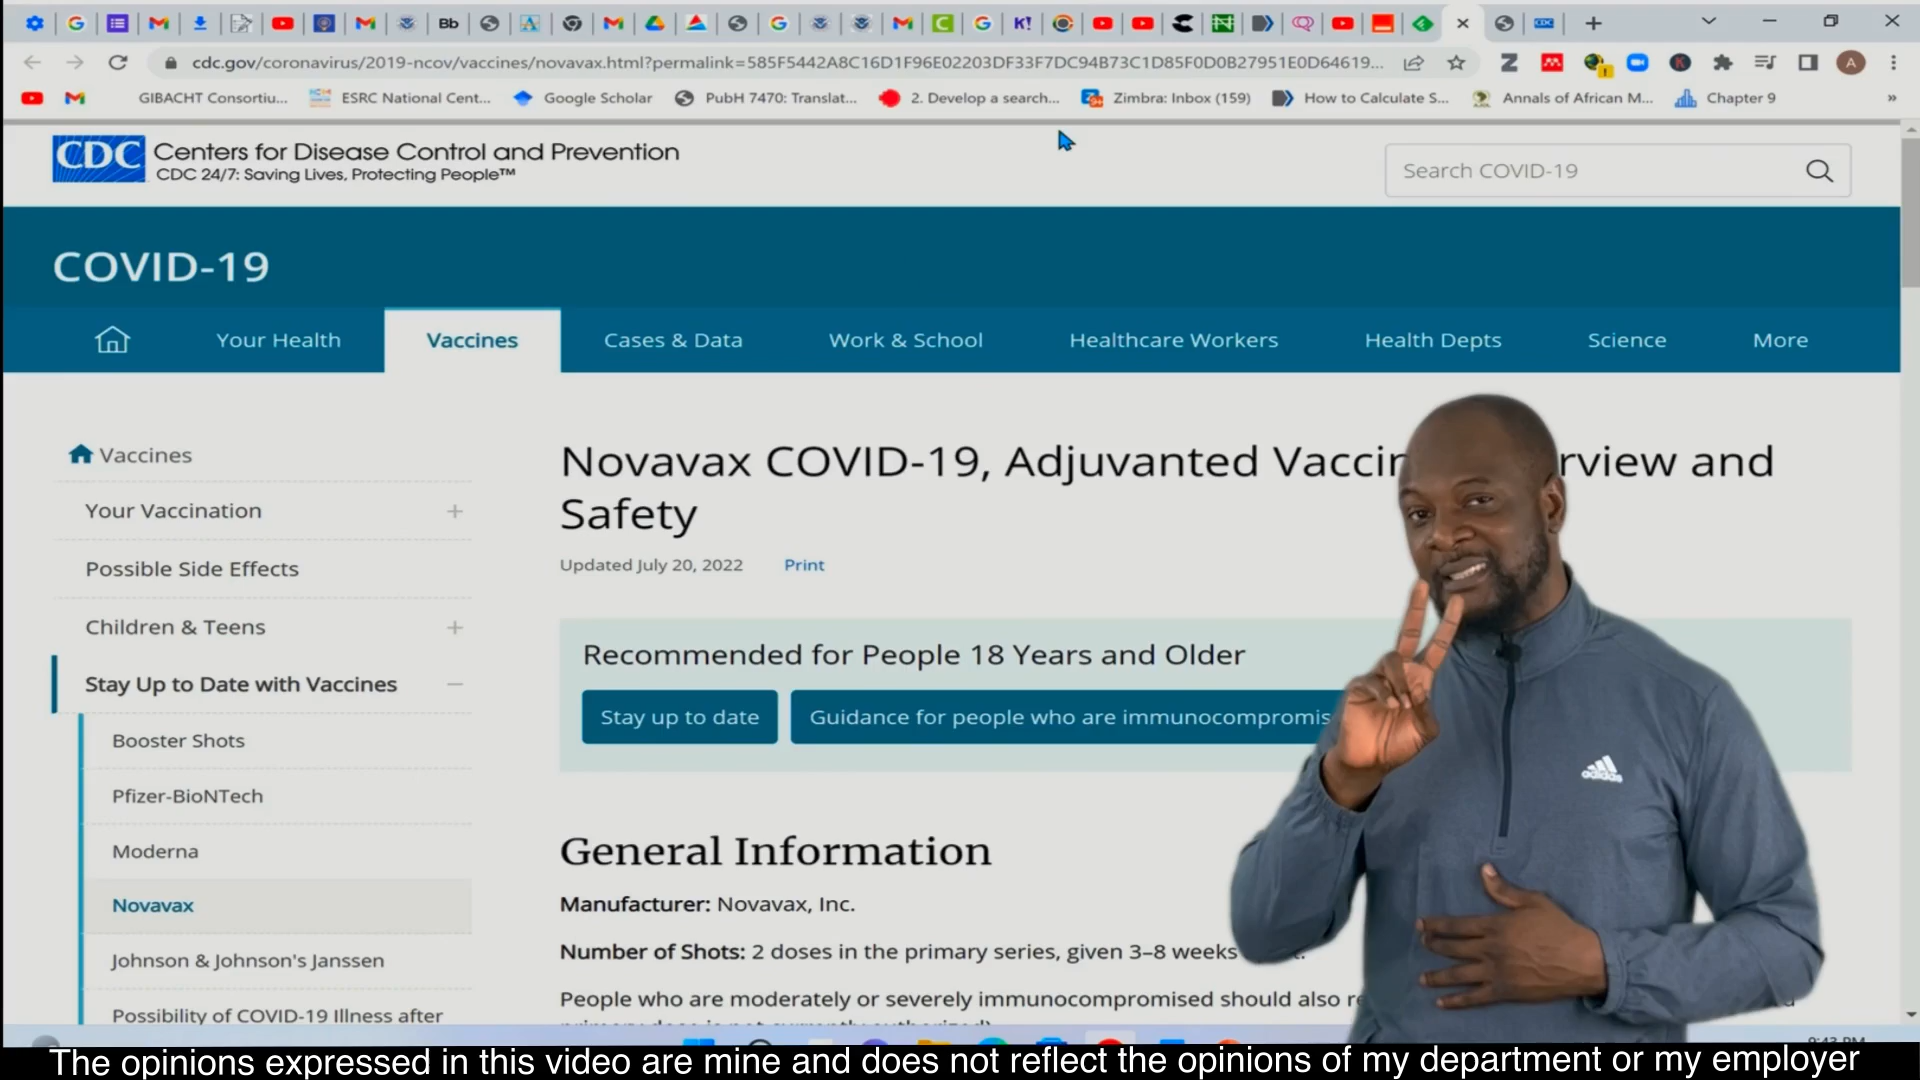 Bb
K!
cdc.gov/coronavirus/2019-ncov/vaccines/novavax.html?permalink=585F5442A8C16D1F96E02203DF33F7DC94B73C1D85F0D0B27951E0D64619...
A
GIBACHT Consortiu...
ESRC National Cent...
Google Scholar
PubH 7470: Translat...
2. Develop a search...
Zimbra: Inbox (159)
How to Calculate S...
Annals of African M...
Chapter 9
CDC
Centers for Disease Control and Prevention
CDC 24/7: Saving Lives, Protecting People™
Search COVID-19
COVID-19
Your Health
Vaccines
Cases & Data
Work & School
Healthcare Workers
Health Depts
Science
More
Vaccines
Your Vaccination
Possible Side Effects
Children & Teens
Stay Up to Date with Vaccines
Booster Shots
Pfizer-BioNTech
Moderna
Novavax
Johnson & Johnson's Janssen
Possibility of COVID-19 Illness after
Novavax COVID-19, Adjuvanted and
Safety
Updated July 20, 2022
Print
Recommended for People 18 Years and Older
Stay up to date
Guidance for people who are
General Information
Manufacturer: Novavax, Inc.
Number of Shots: 2 doses in the primary series, given 3–8 weeks
People who are moderately or severely immunocompromised should also
adidas
The opinions expressed in this video are mine and does not reflect the opinions of my department or my employer